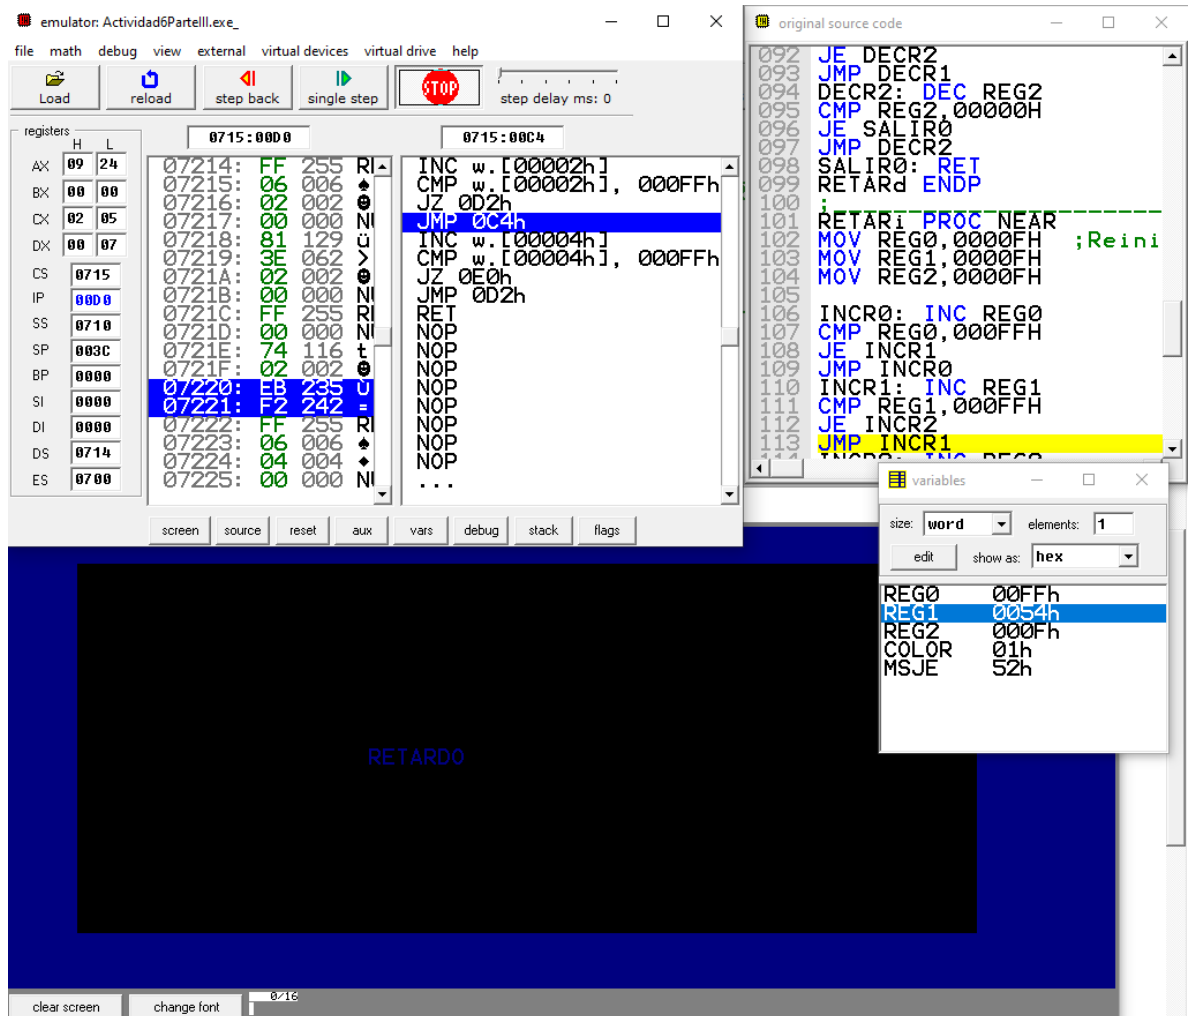 emulator: Actividad6ParteIII.exe_
file math debug view external virtual devices virtual drive help
Load reload step back single step STOP step delay ms: 0
registers
H L
AX 09 24
BX 00 00
CX 02 05
DX 00 07
CS 0715
IP 00D0
SS 0710
SP 003C
BP 0000
SI 0000
DI 0000
DS 0714
ES 0700
0715:00D0
07214: FF 255
07215: 06 006 ♠
07216: 02 002 ☻
07217: 00 000
07218: 81 129 ü
07219: 3E 062 >
0721A: 02 002 ☻
0721B: 00 000
0721C: FF 255
0721D: 00 000
0721E: 74 116 t
0721F: 02 002 ☻
07220: EB 235
07221: F2 242 =
07222: FF 255
07223: 06 006 ♠
07224: 04 004 ♦
07225: 00 000
0715:00C4
INC w.[00002h]
CMP w.[00002h], 000FFh
JZ 0D2h
JMP 0C4h
INC w.[00004h]
CMP w.[00004h], 000FFh
JZ 0E0h
JMP 0D2h
RET
NOP
NOP
NOP
NOP
NOP
NOP
NOP
NOP
...
screen source reset aux vars debug stack flags
original source code
092 JE DECR2
093 JMP DECR1
094 DECR2: DEC REG2
095 CMP REG2,00000H
096 JE SALIR0
097 JMP DECR2
098 SALIR0: RET
099 RETARd ENDP
100 ;____________________
101 RETARi PROC NEAR
102 MOV REG0,0000FH ;Reini
103 MOV REG1,0000FH
104 MOV REG2,0000FH
105
106 INCR0: INC REG0
107 CMP REG0,000FFH
108 JE INCR1
109 JMP INCR0
110 INCR1: INC REG1
111 CMP REG1,000FFH
112 JE INCR2
113 JMP INCR1
114 INCR2: INC REG2
variables
size: word elements: 1
edit show as: hex
REG0 00FFh
REG1 0054h
REG2 000Fh
COLOR 01h
MSJE 52h
RETARDO
clear screen change font 0/16